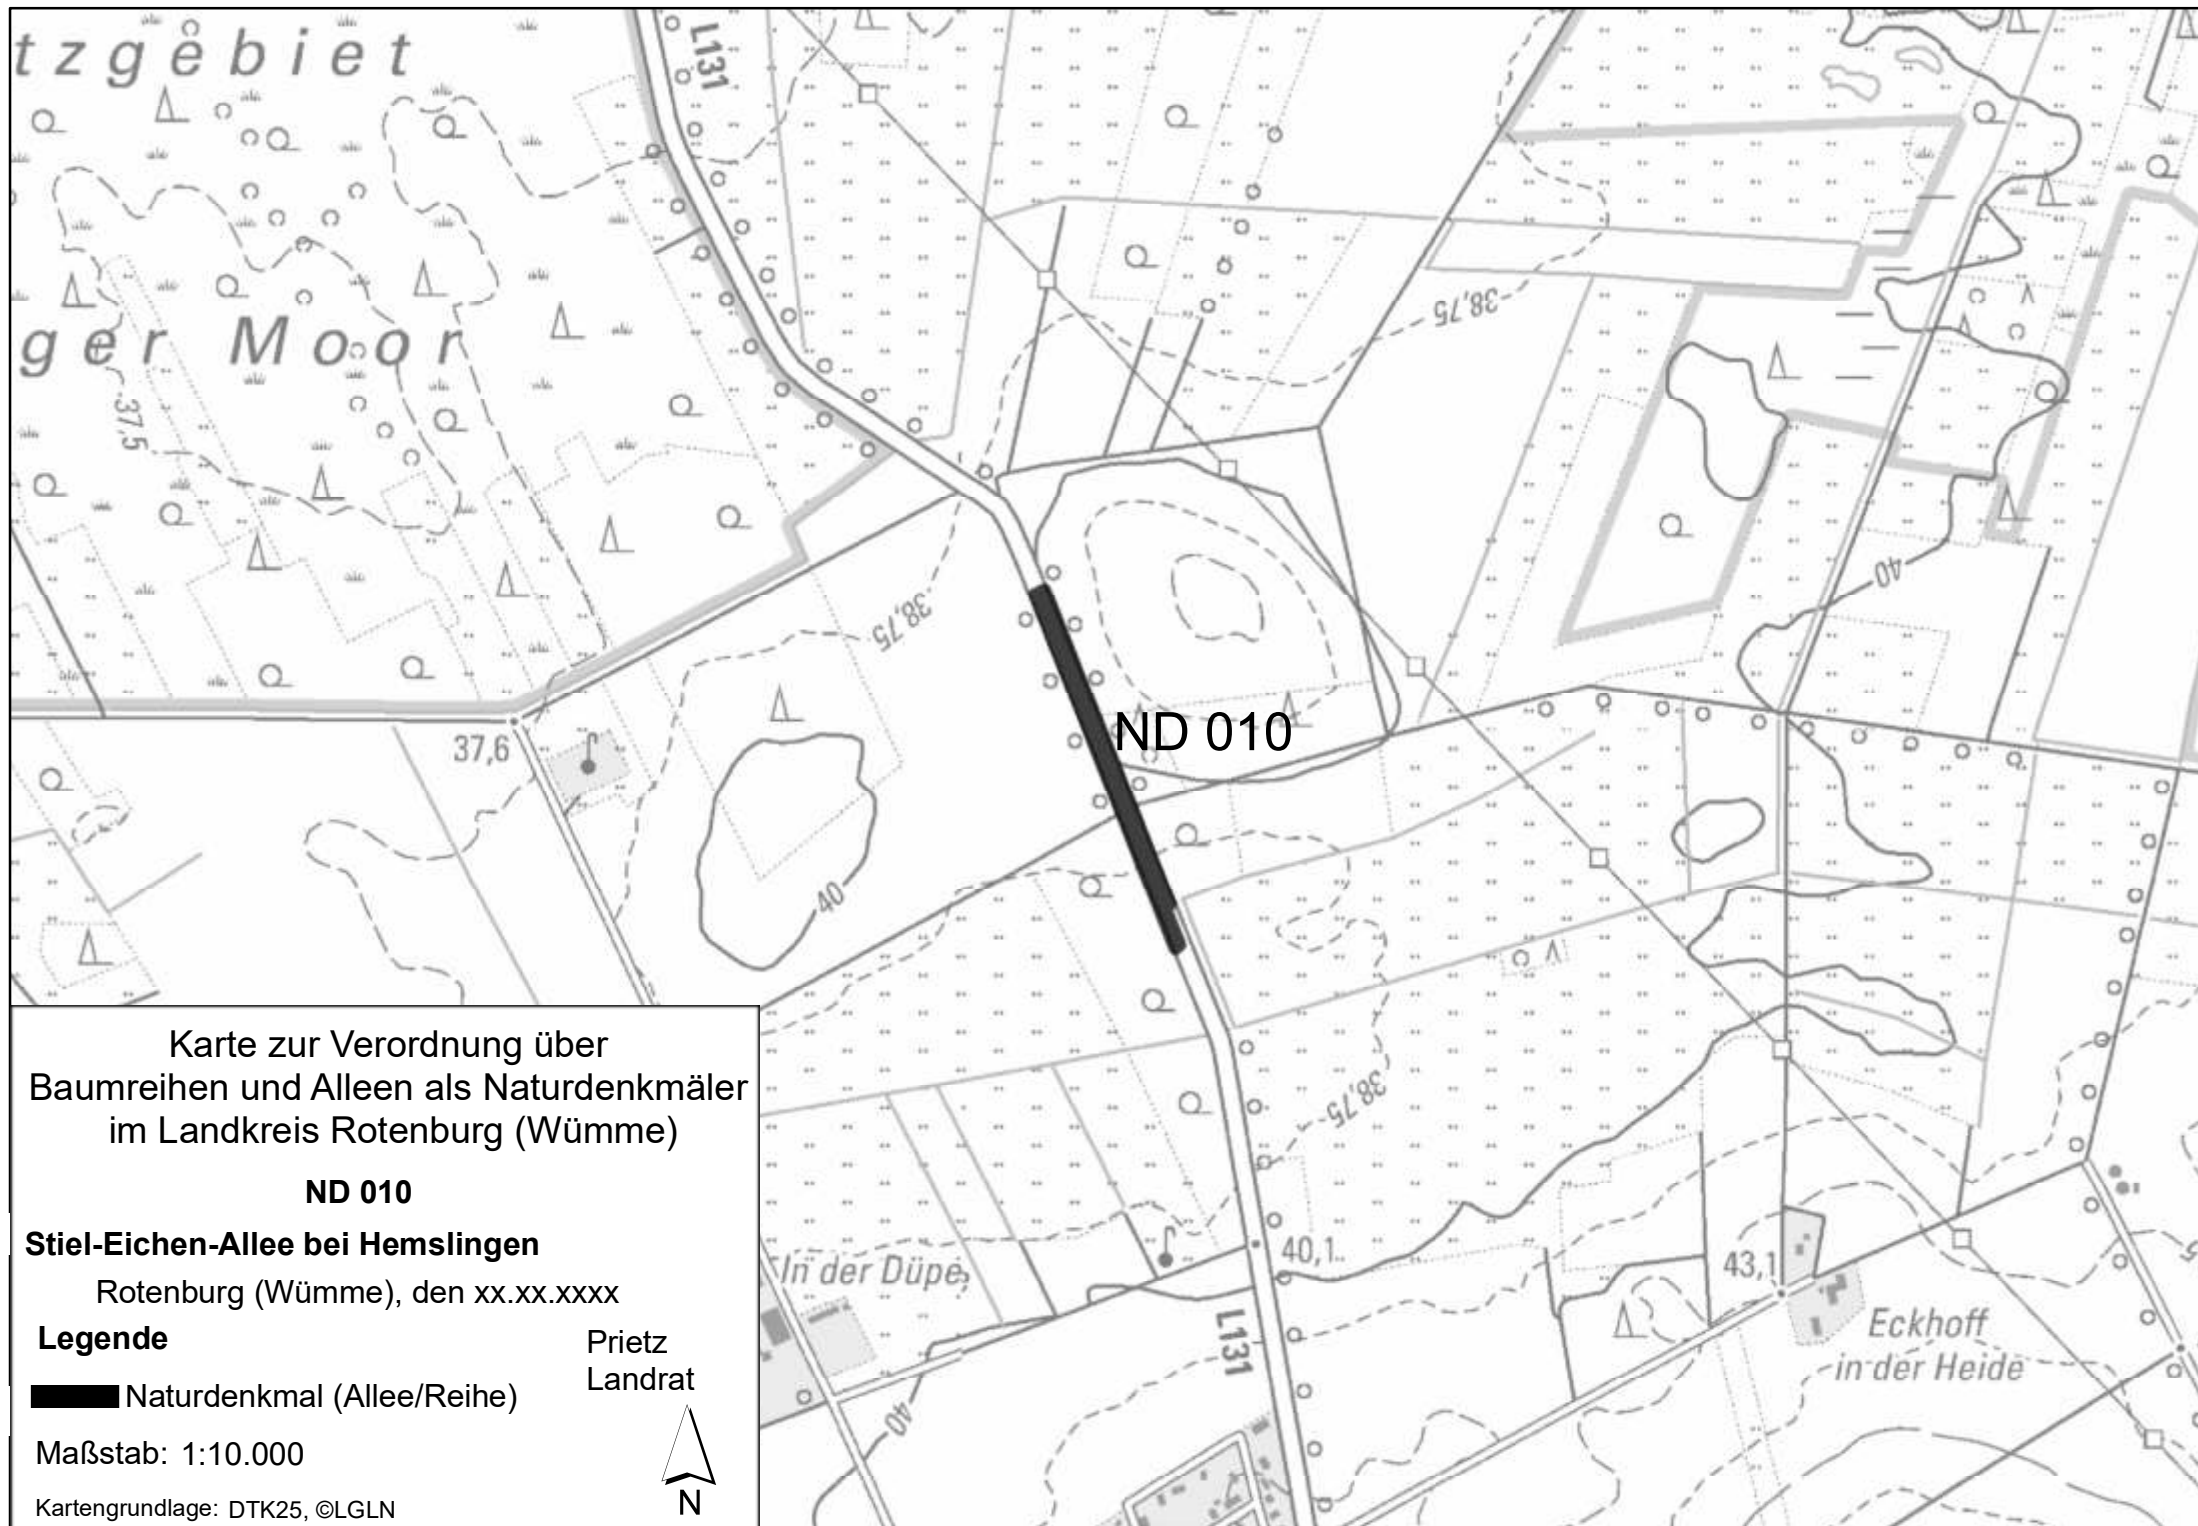 tzgebiet
L131
ger Moor
37,5
38,75
38,75
40
37,6
ND 010
40
38,75
In der Düpe
40,1
43,1
L131
Eckhoff
in der Heide
40
Karte zur Verordnung über
Baumreihen und Alleen als Naturdenkmäler
im Landkreis Rotenburg (Wümme)
ND 010
Stiel-Eichen-Allee bei Hemslingen
Rotenburg (Wümme), den xx.xx.xxxx
Legende
Prietz
Landrat
Naturdenkmal (Allee/Reihe)
Maßstab: 1:10.000
N
Kartengrundlage: DTK25, ©LGLN